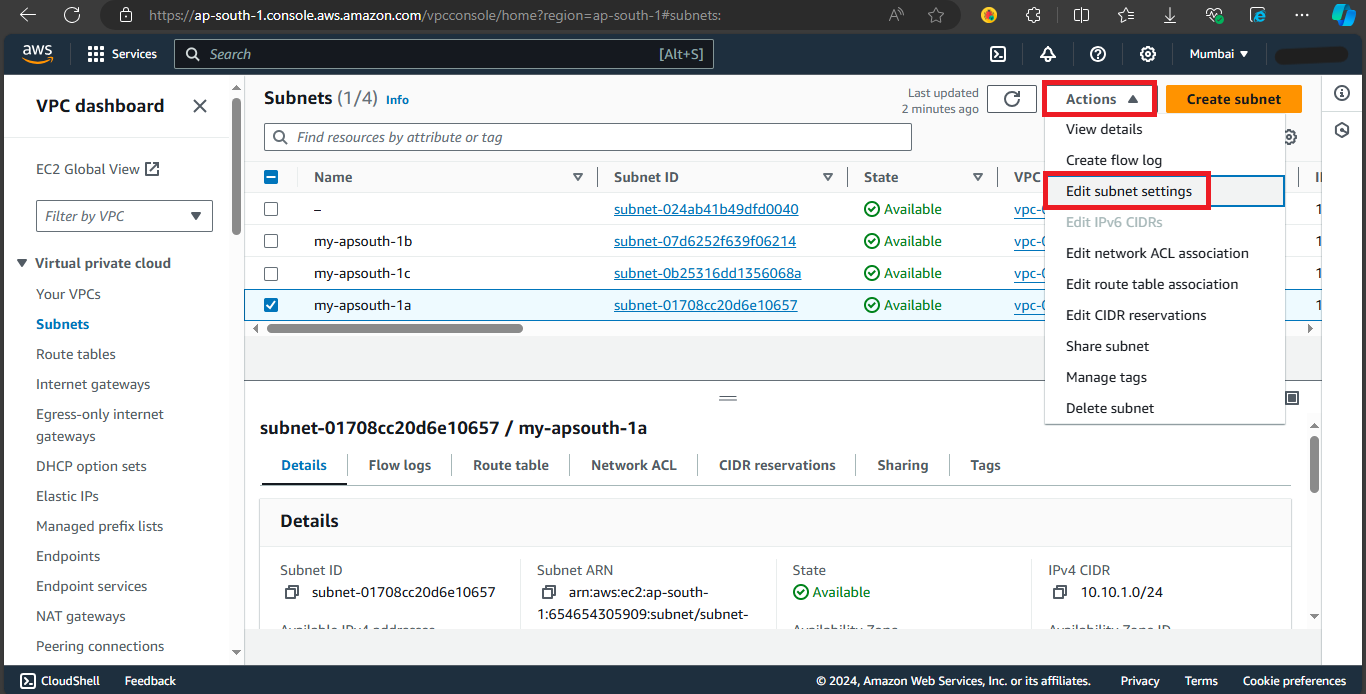 https://ap-south-1.console.aws.amazon.com/vpcconsole/home?region=ap-south-1#subnets:
aws
Services
Search
[Alt+S]
Mumbai
VPC dashboard
EC2 Global View
Filter by VPC
Virtual private cloud
Your VPCs
Subnets
Route tables
Internet gateways
Egress-only internet
gateways
DHCP option sets
Elastic IPs
Managed prefix lists
Endpoints
Endpoint services
NAT gateways
Peering connections
Subnets (1/4) Info
Last updated
2 minutes ago
Actions
Create subnet
Find resources by attribute or tag
Name Subnet ID State VPC
– subnet-024ab41b49dfd0040 Available vpc-
my-apsouth-1b subnet-07d6252f639f06214 Available vpc-
my-apsouth-1c subnet-0b25316dd1356068a Available vpc-
my-apsouth-1a subnet-01708cc20d6e10657 Available vpc-
View details
Create flow log
Edit subnet settings
Edit IPv6 CIDRs
Edit network ACL association
Edit route table association
Edit CIDR reservations
Share subnet
Manage tags
Delete subnet
subnet-01708cc20d6e10657 / my-apsouth-1a
Details Flow logs Route table Network ACL CIDR reservations Sharing Tags
Details
Subnet ID
subnet-01708cc20d6e10657
Subnet ARN
arn:aws:ec2:ap-south-
1:654654305909:subnet/subnet-
State
Available
IPv4 CIDR
10.10.1.0/24
Available IPv4 addresses
Availability Zone
Availability Zone ID
CloudShell Feedback
© 2024, Amazon Web Services, Inc. or its affiliates. Privacy Terms Cookie preferences